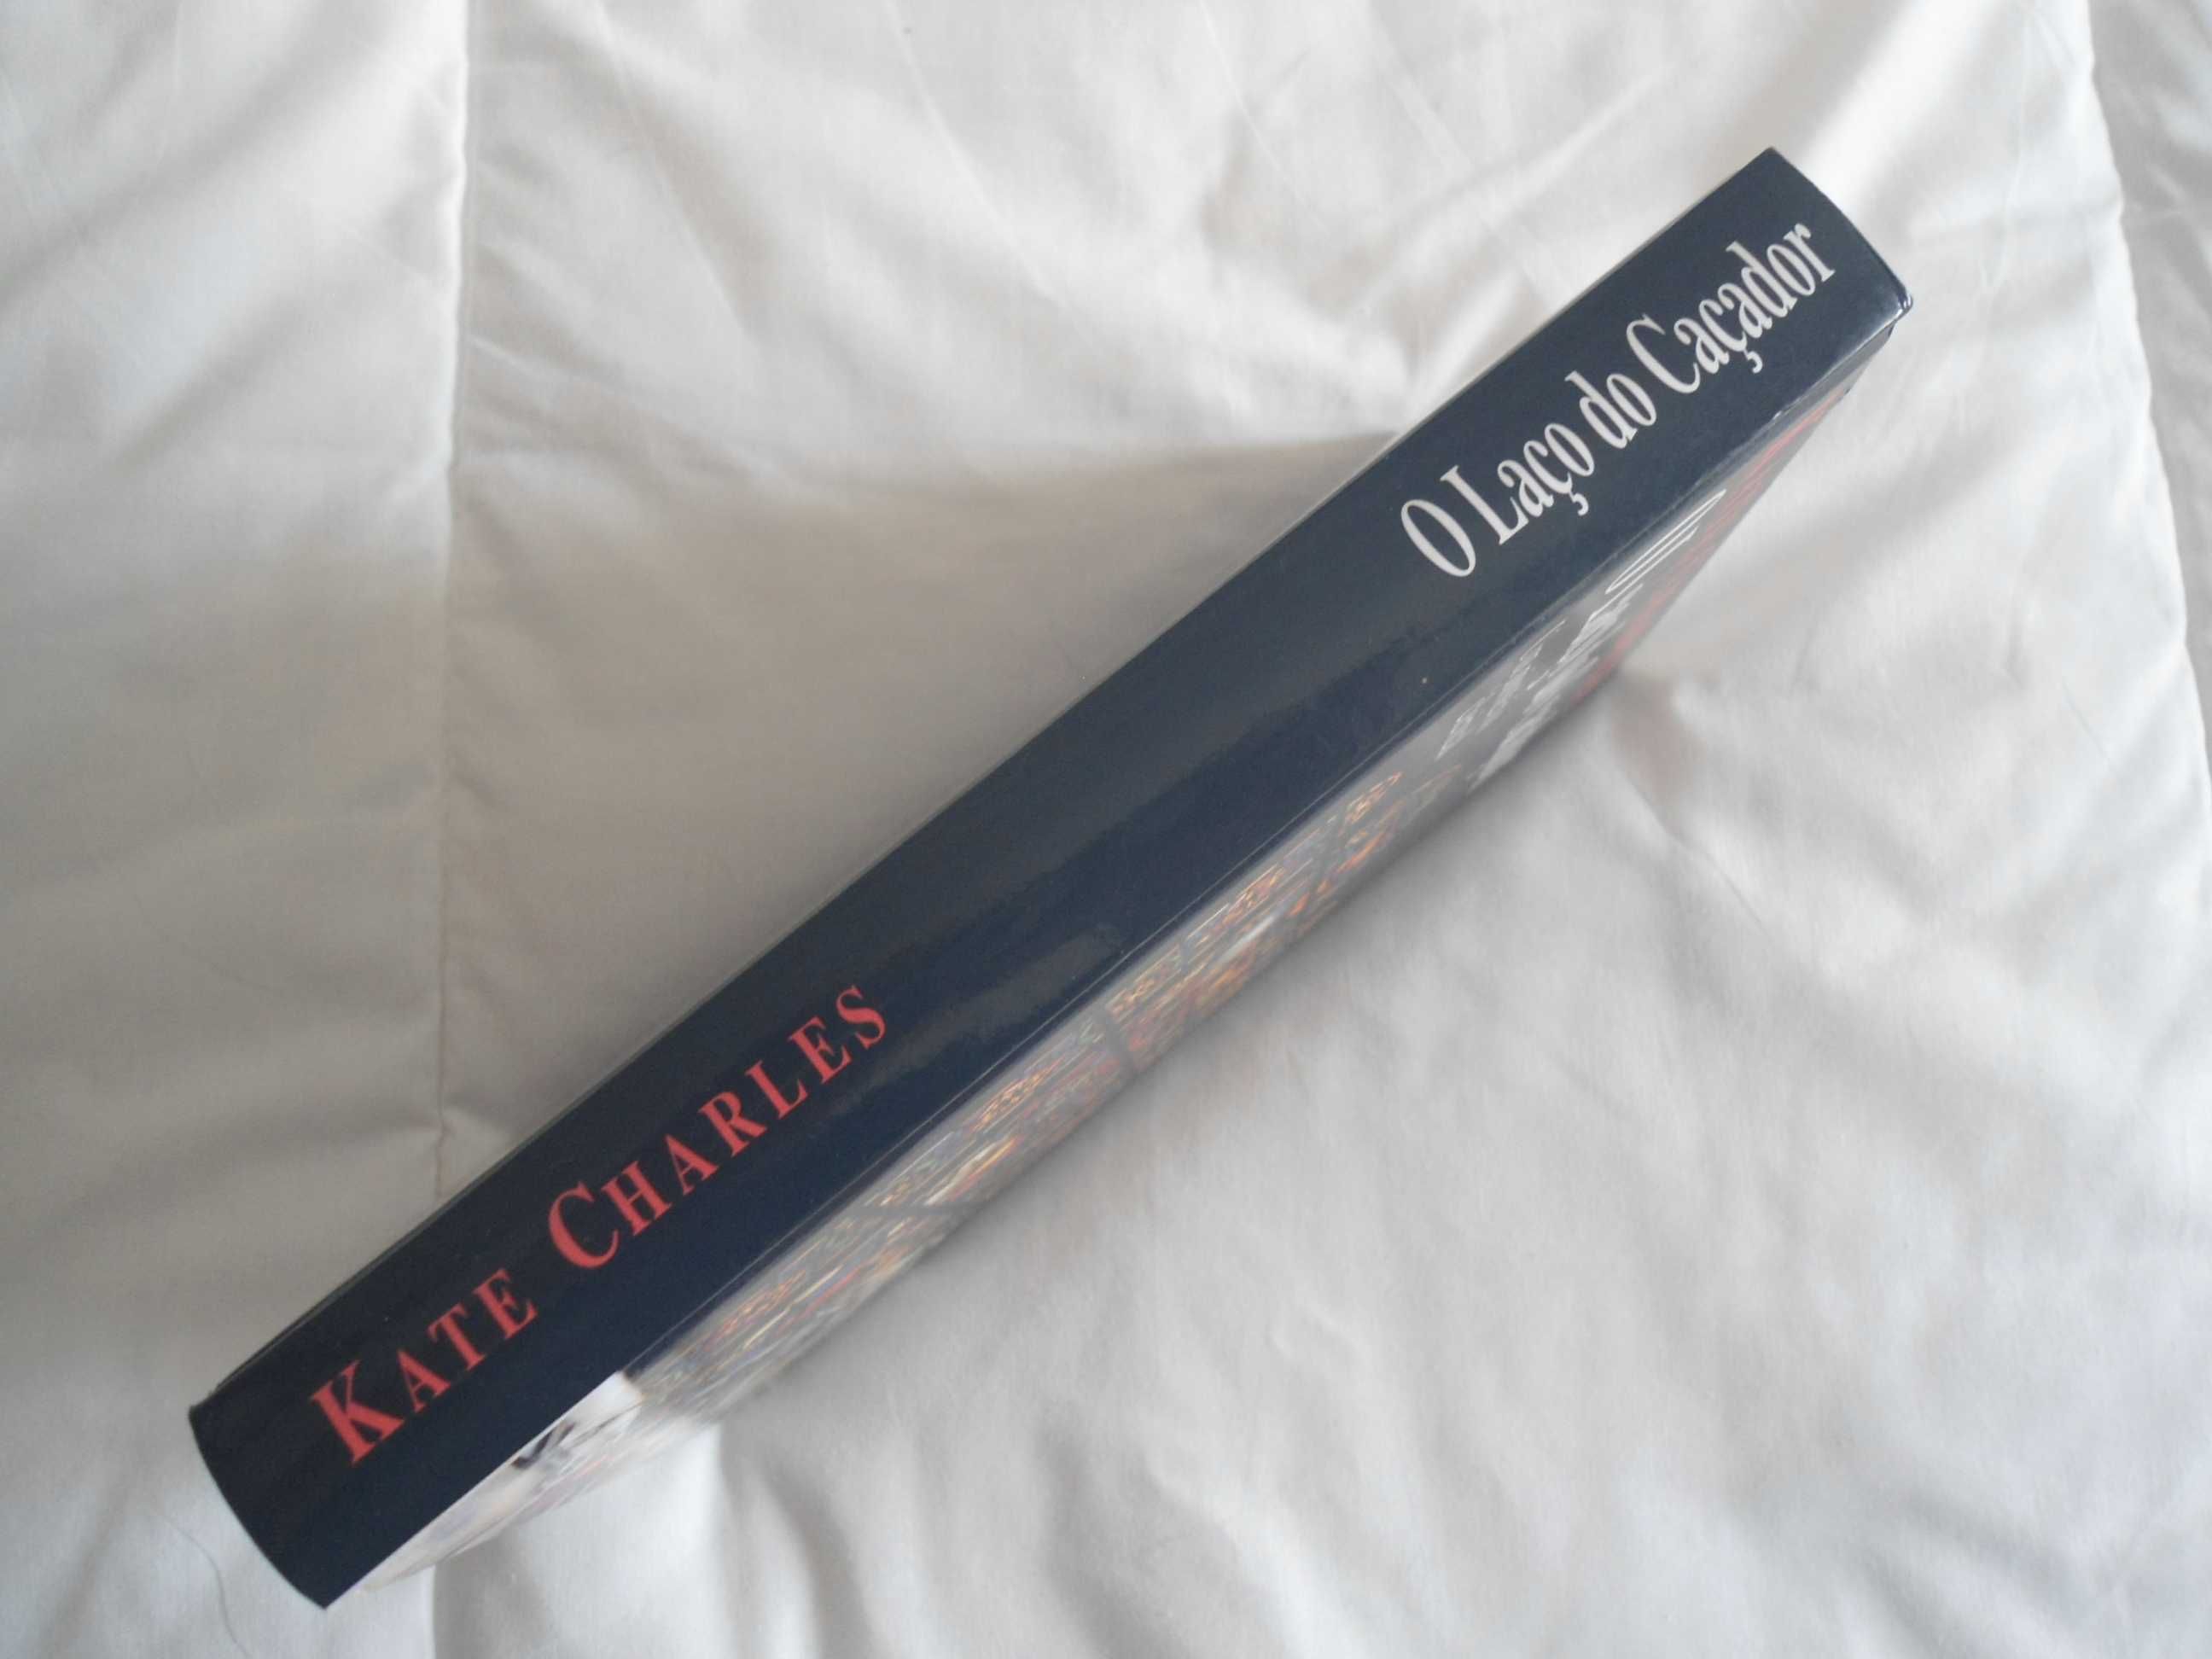 KATE CHARLES
O Laço do Caçador